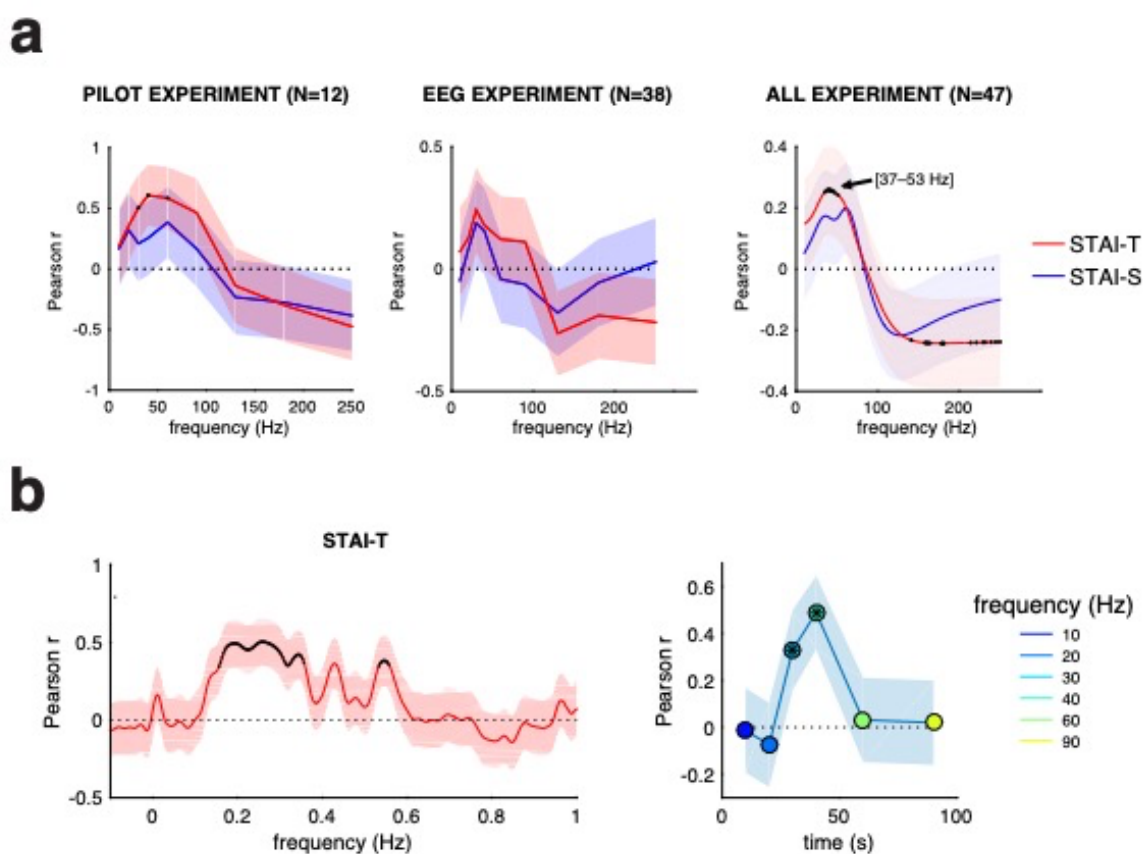 a
PILOT EXPERIMENT (N=12)
EEG EXPERIMENT (N=38)
ALL EXPERIMENT (N=47)
1
0.5
0
-0.5
-1
Pearson r
0 50 100 150 200 250
frequency (Hz)
0.5
0
-0.5
Pearson r
0 100 200
frequency (Hz)
0.4
0.2
0
-0.2
-0.4
Pearson r
[37–53 Hz]
0 100 200
frequency (Hz)
STAI-T
STAI-S
b
STAI-T
1
0.5
0
-0.5
Pearson r
0 0.2 0.4 0.6 0.8 1
frequency (Hz)
0.6
0.4
0.2
0
-0.2
Pearson r
0 50 100
time (s)
frequency (Hz)
10
20
30
40
60
90